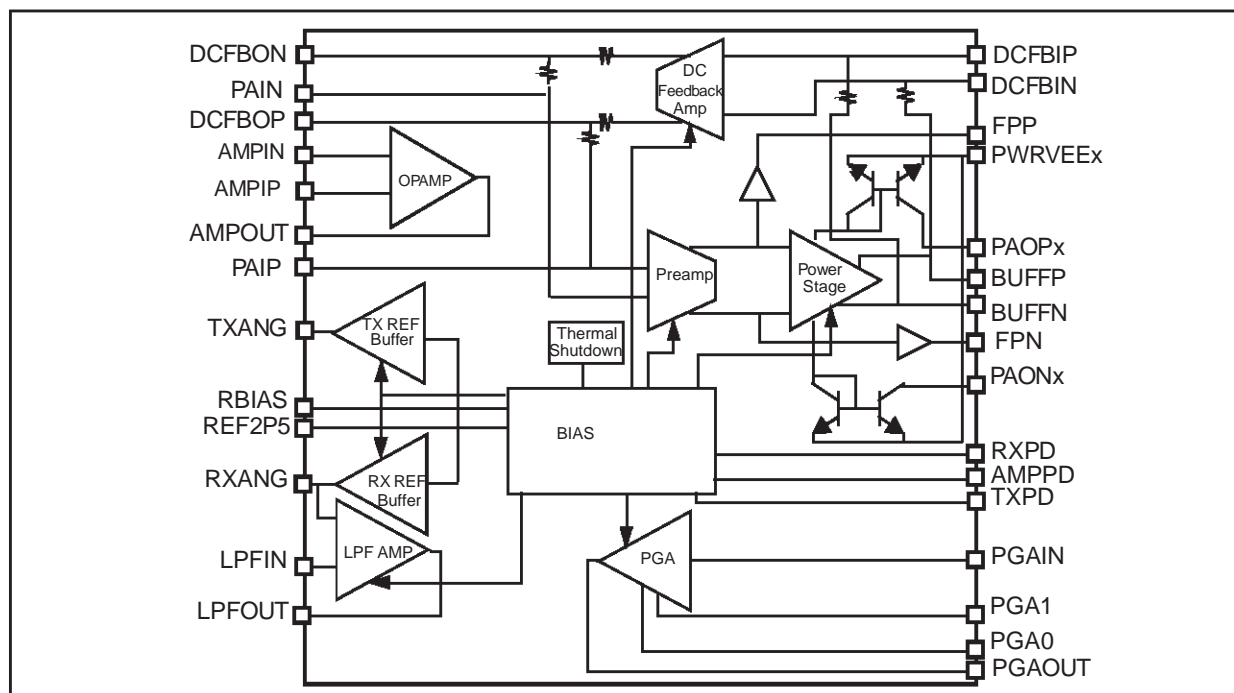 DCFBON
PAIN
DCFBOP
AMPIN
AMPIP
AMPOUT
PAIP
TXANG
RBIAS
REF2P5
RXANG
LPFIN
LPFOUT
DC
Feedback
Amp
OPAMP
Preamp
Power
Stage
TX REF
Buffer
Thermal
Shutdown
BIAS
RX REF
Buffer
LPF AMP
PGA
DCFBIP
DCFBIN
FPP
PWRVEEx
PAOPx
BUFFP
BUFFN
FPN
PAONx
RXPD
AMPPD
TXPD
PGAIN
PGA1
PGA0
PGAOUT